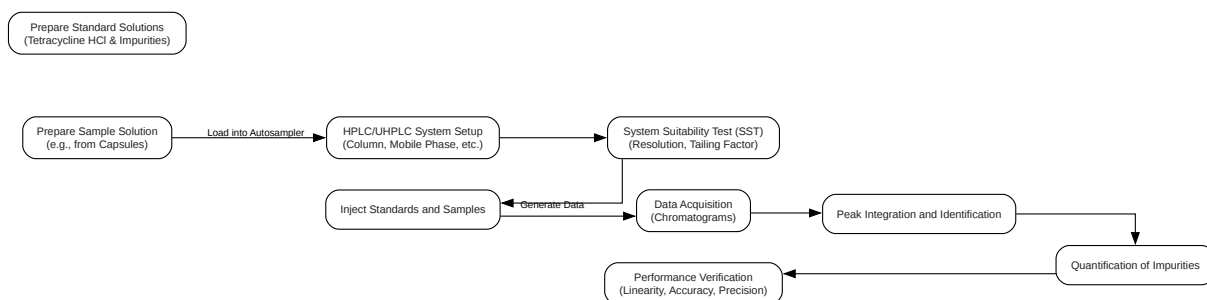 Prepare Standard Solutions
(Tetracycline HCl & Impurities)
Prepare Sample Solution
(e.g., from Capsules)
Load into Autosampler
HPLC/UHPLC System Setup
(Column, Mobile Phase, etc.)
System Suitability Test (SST)
(Resolution, Tailing Factor)
Inject Standards and Samples
Generate Data
Data Acquisition
(Chromatograms)
Peak Integration and Identification
Quantification of Impurities
Performance Verification
(Linearity, Accuracy, Precision)